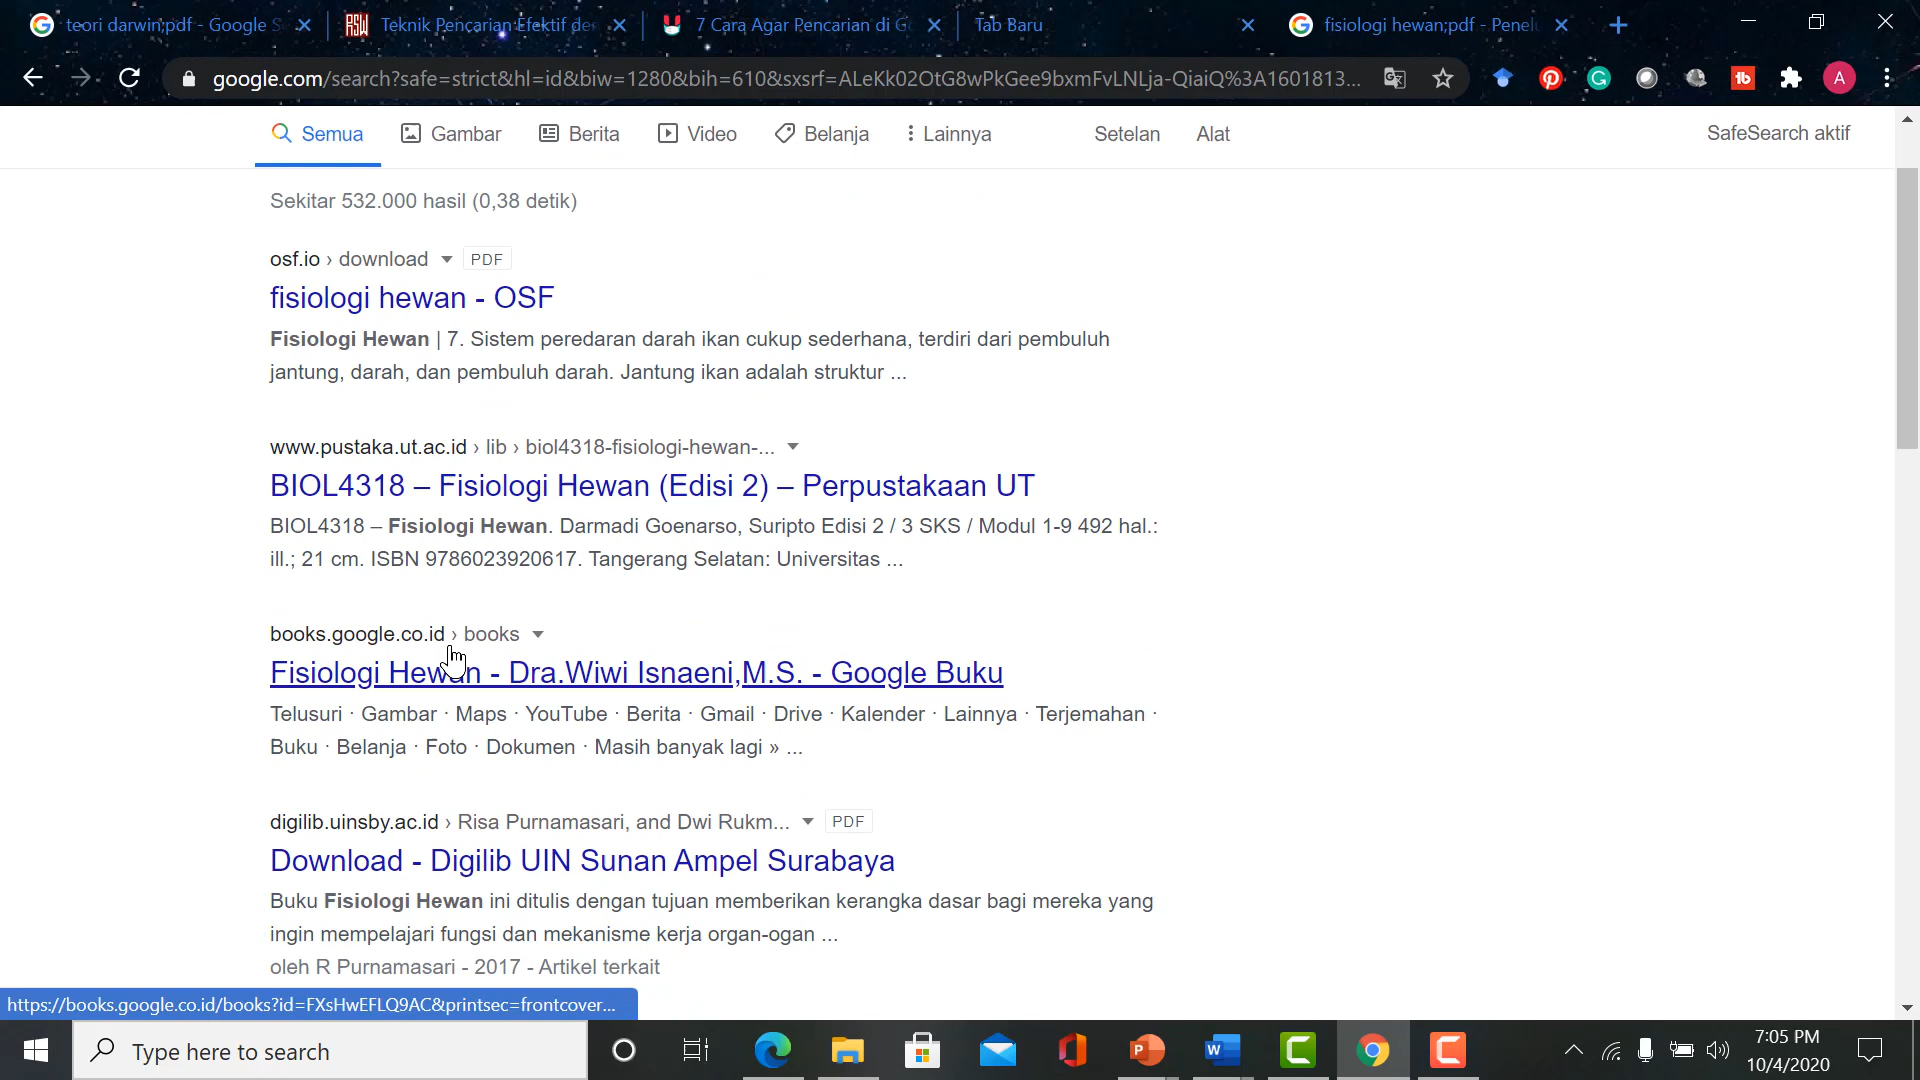 teori darwin;pdf - Google S
Teknik Pencarian Efektif de
7 Cara Agar Pencarian di G
Tab Baru
fisiologi hewan;pdf - Penelu
google.com/search?safe=strict&hl=id&biw=1280&bih=610&sxsrf=ALeKk02OtG8wPkGee9bxmFvLNLja-QiaiQ%3A1601813...
A
Semua
Gambar
Berita
Video
Belanja
Lainnya
Setelan
Alat
SafeSearch aktif
Sekitar 532.000 hasil (0,38 detik)
osf.io › download PDF
fisiologi hewan - OSF
Fisiologi Hewan | 7. Sistem peredaran darah ikan cukup sederhana, terdiri dari pembuluh
jantung, darah, dan pembuluh darah. Jantung ikan adalah struktur ...
www.pustaka.ut.ac.id › lib › biol4318-fisiologi-hewan-...
BIOL4318 – Fisiologi Hewan (Edisi 2) – Perpustakaan UT
BIOL4318 – Fisiologi Hewan. Darmadi Goenarso, Suripto Edisi 2 / 3 SKS / Modul 1-9 492 hal.:
ill.; 21 cm. ISBN 9786023920617. Tangerang Selatan: Universitas ...
books.google.co.id › books
Fisiologi Hewan - Dra.Wiwi Isnaeni,M.S. - Google Buku
Telusuri · Gambar · Maps · YouTube · Berita · Gmail · Drive · Kalender · Lainnya · Terjemahan ·
Buku · Belanja · Foto · Dokumen · Masih banyak lagi » ...
digilib.uinsby.ac.id › Risa Purnamasari, and Dwi Rukm... PDF
Download - Digilib UIN Sunan Ampel Surabaya
Buku Fisiologi Hewan ini ditulis dengan tujuan memberikan kerangka dasar bagi mereka yang
ingin mempelajari fungsi dan mekanisme kerja organ-ogan ...
oleh R Purnamasari - 2017 - Artikel terkait
https://books.google.co.id/books?id=FXsHwEFLQ9AC&printsec=frontcover...
Type here to search
7:05 PM
10/4/2020